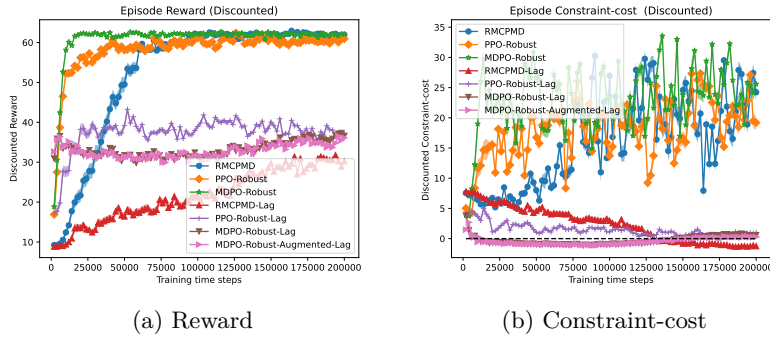 Episode Reward (Discounted)
Discounted Reward
60
50
40
30
20
10
RMCPMD
PPO-Robust
MDPO-Robust
RMCPMD-Lag
PPO-Robust-Lag
MDPO-Robust-Lag
MDPO-Robust-Augmented-Lag
0 25000 50000 75000 100000 125000 150000 175000 200000
Training time steps
(a) Reward
Episode Constraint-cost (Discounted)
Discounted Constraint-cost
35
30
25
20
15
10
5
0
RMCPMD
PPO-Robust
MDPO-Robust
RMCPMD-Lag
PPO-Robust-Lag
MDPO-Robust-Lag
MDPO-Robust-Augmented-Lag
0 25000 50000 75000 100000 125000 150000 175000 200000
Training time steps
(b) Constraint-cost